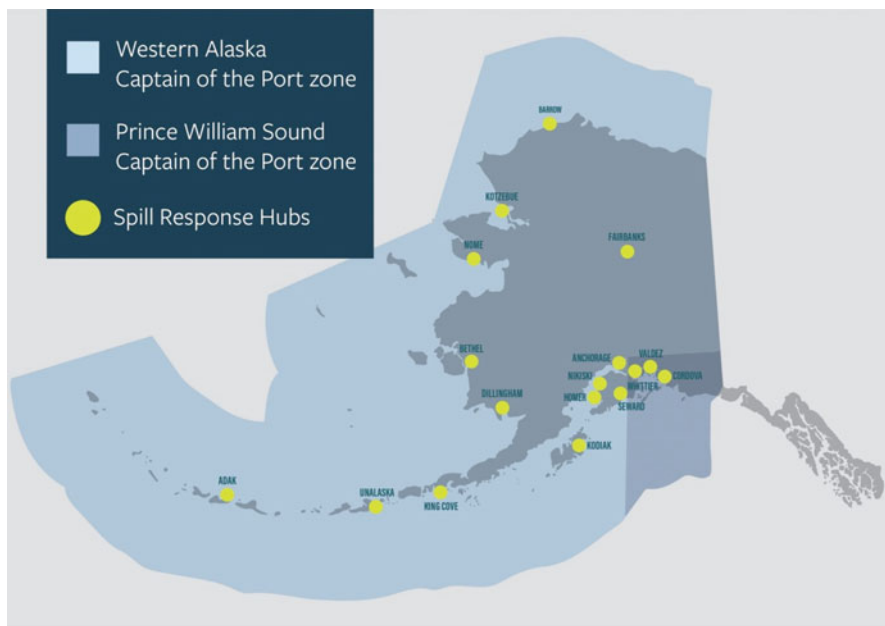 Western Alaska
Captain of the Port zone
Prince William Sound
Captain of the Port zone
Spill Response Hubs
BARROW
KOTZEBUE
NOME
FAIRBANKS
BETHEL
ANCHORAGE
VALDEZ
NIKISKI
WHITTIER
CORDOVA
DILLINGHAM
HOMER
SEWARD
KODIAK
ADAK
UNALASKA
KING COVE